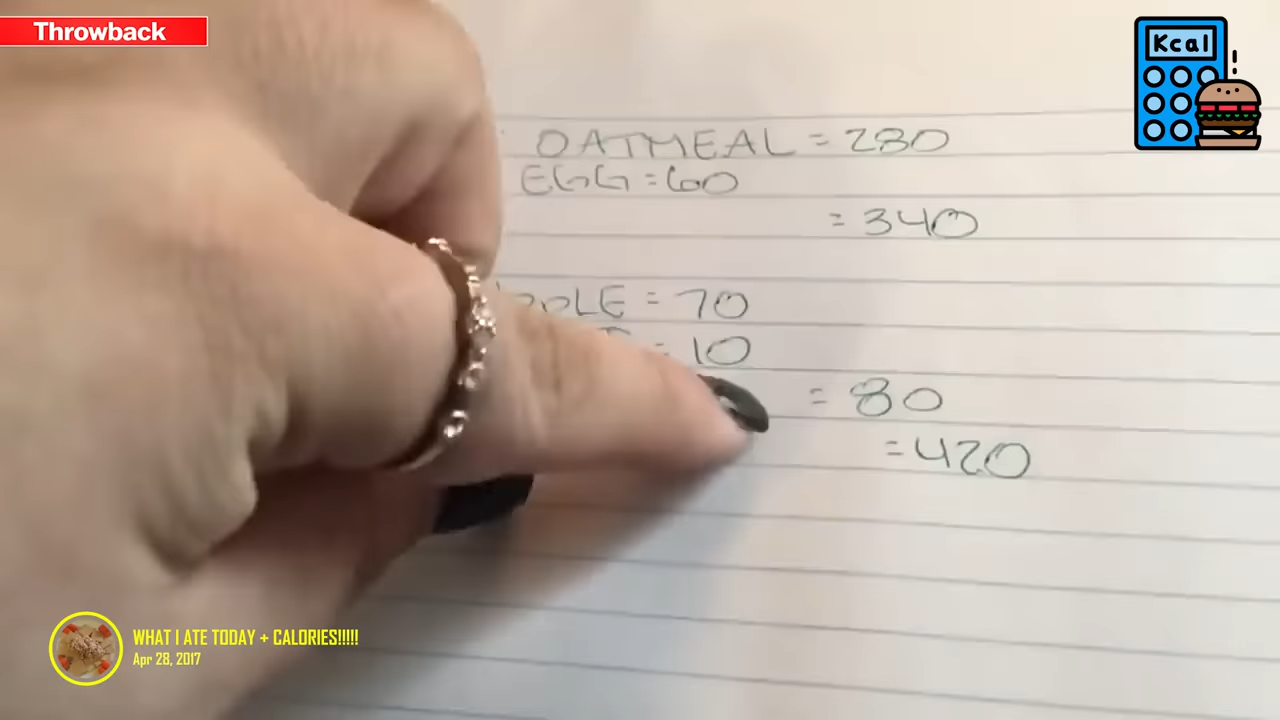 Throwback
Kcal
OATMEAL = 280
EGG = 60
= 340
= 70
= 10
= 80
= 420
WHAT I ATE TODAY + CALORIES!!!!!
Apr 28, 2017